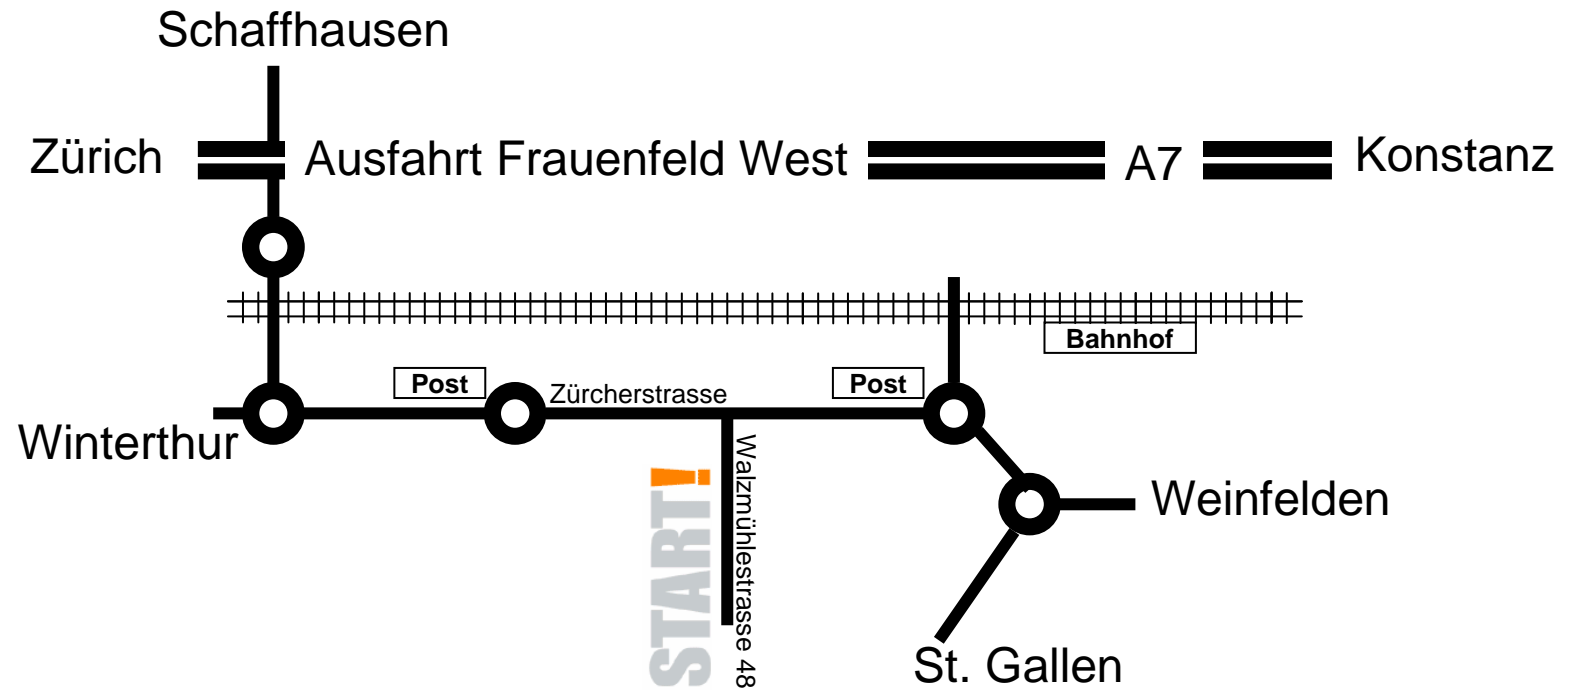 Schaffhausen
Zürich
Ausfahrt Frauenfeld West
A7
Konstanz
Bahnhof
Post
Zürcherstrasse
Post
Winterthur
START!
Walzmühlestrasse 48
Weinfelden
St. Gallen